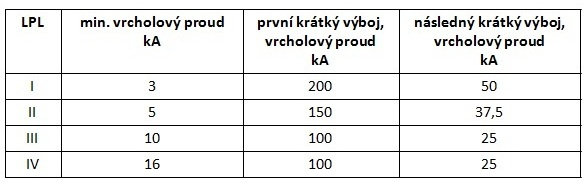 LPL min. vrcholový proud první krátký výboj, následný krátký výboj,
kA vrcholový proud vrcholový proud
kA kA
I 3 200 50
II 5 150 37,5
III 10 100 25
IV 16 100 25